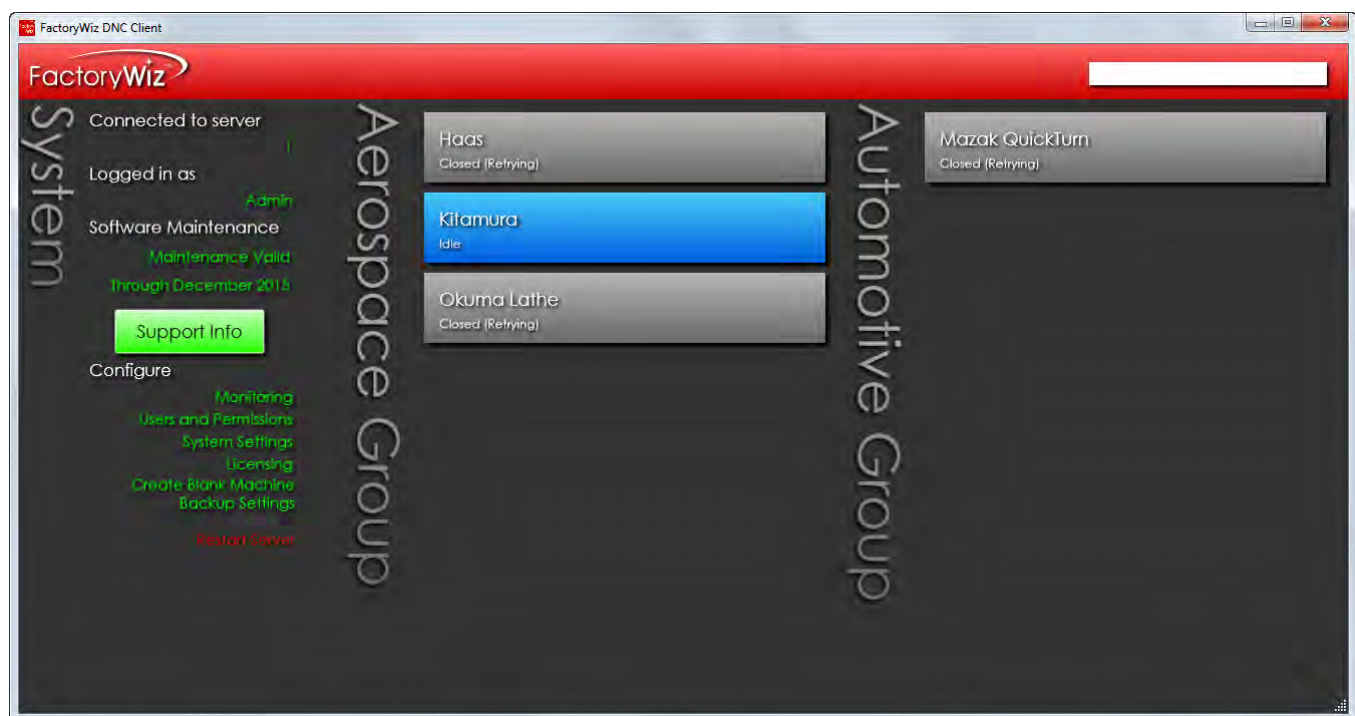 FactoryWiz DNC Client
FactoryWiz
System
Connected to server
Logged in as
Admin
Software Maintenance
Maintenance Valid
Through December 2015
Support Info
Configure
Monitoring
Users and Permissions
System Settings
Licensing
Create Blank Machine
Backup Settings
Restart Server
Aerospace Group
Haas
Closed (Retrying)
Kitamura
Idle
Okuma Lathe
Closed (Retrying)
Automotive Group
Mazak QuickTurn
Closed (Retrying)